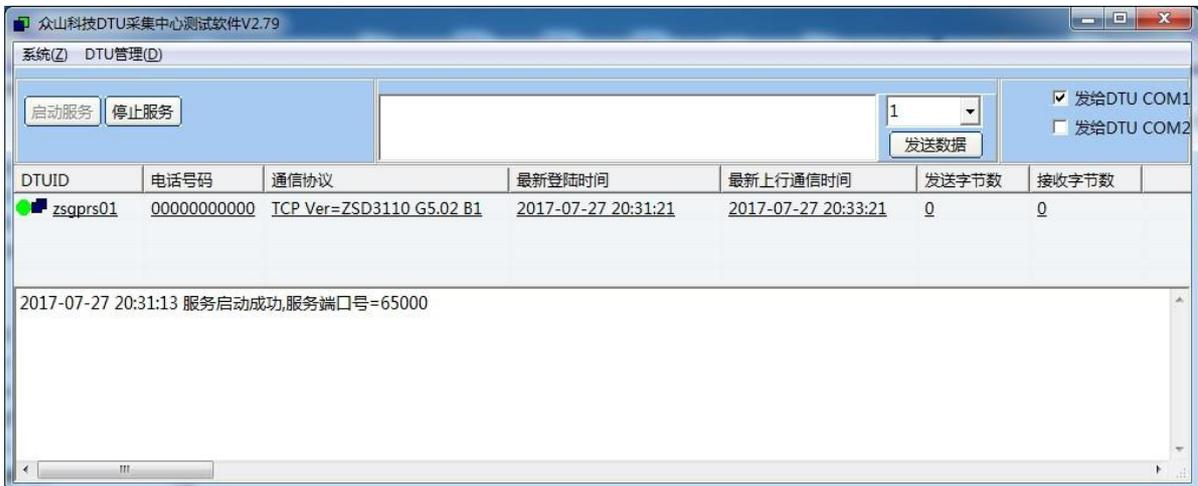 众山科技DTU采集中心测试软件V2.79
系统(Z) DTU管理(D)
启动服务 停止服务
1
发送数据
发给DTU COM1
发给DTU COM2
DTUID 电话号码 通信协议 最新登陆时间 最新上行通信时间 发送字节数 接收字节数
zsgprs01 00000000000 TCP Ver=ZSD3110 G5.02 B1 2017-07-27 20:31:21 2017-07-27 20:33:21 0 0
2017-07-27 20:31:13 服务启动成功,服务端口号=65000